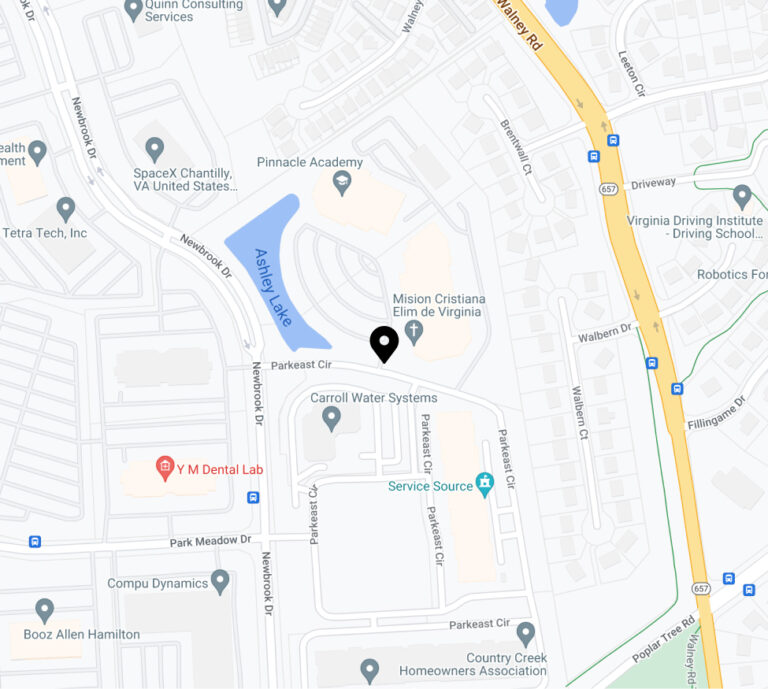 Quinn Consulting
Services
Newbrook Dr
Walney
Walney Rd
Leeton Cir
Newbrook Dr
Brentwall Ct
ealth
ment
SpaceX Chantilly,
VA United States...
Pinnacle Academy
657
Driveway
Tetra Tech, Inc
Virginia Driving Institute
- Driving School...
Newbrook Dr
Ashley Lake
Robotics For
Mision Cristiana
Elim de Virginia
Walbern Dr
Parkeast Cir
Newbrook Dr
Carroll Water Systems
Walbern Ct
Fillingame Dr
Parkeast Cir
Parkeast Cir
Y M Dental Lab
Service Source
Parkeast Cir
Parkeast Cir
Park Meadow Dr
Newbrook Dr
Compu Dynamics
657
Booz Allen Hamilton
Parkeast Cir
Poplar Tree Rd
Walney Rd
Country Creek
Homeowners Association